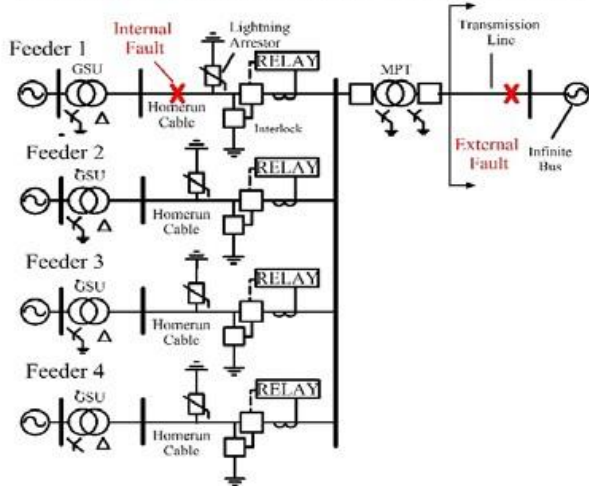 Feeder 1
GSU
Internal
Fault
Homerun
Cable
Lightning
Arrestor
RELAY
Interlock
MPT
Transmission
Line
External
Fault
Infinite
Bus
Feeder 2
GSU
Homerun
Cable
RELAY
Feeder 3
GSU
Homerun
Cable
RELAY
Feeder 4
GSU
Homerun
Cable
RELAY